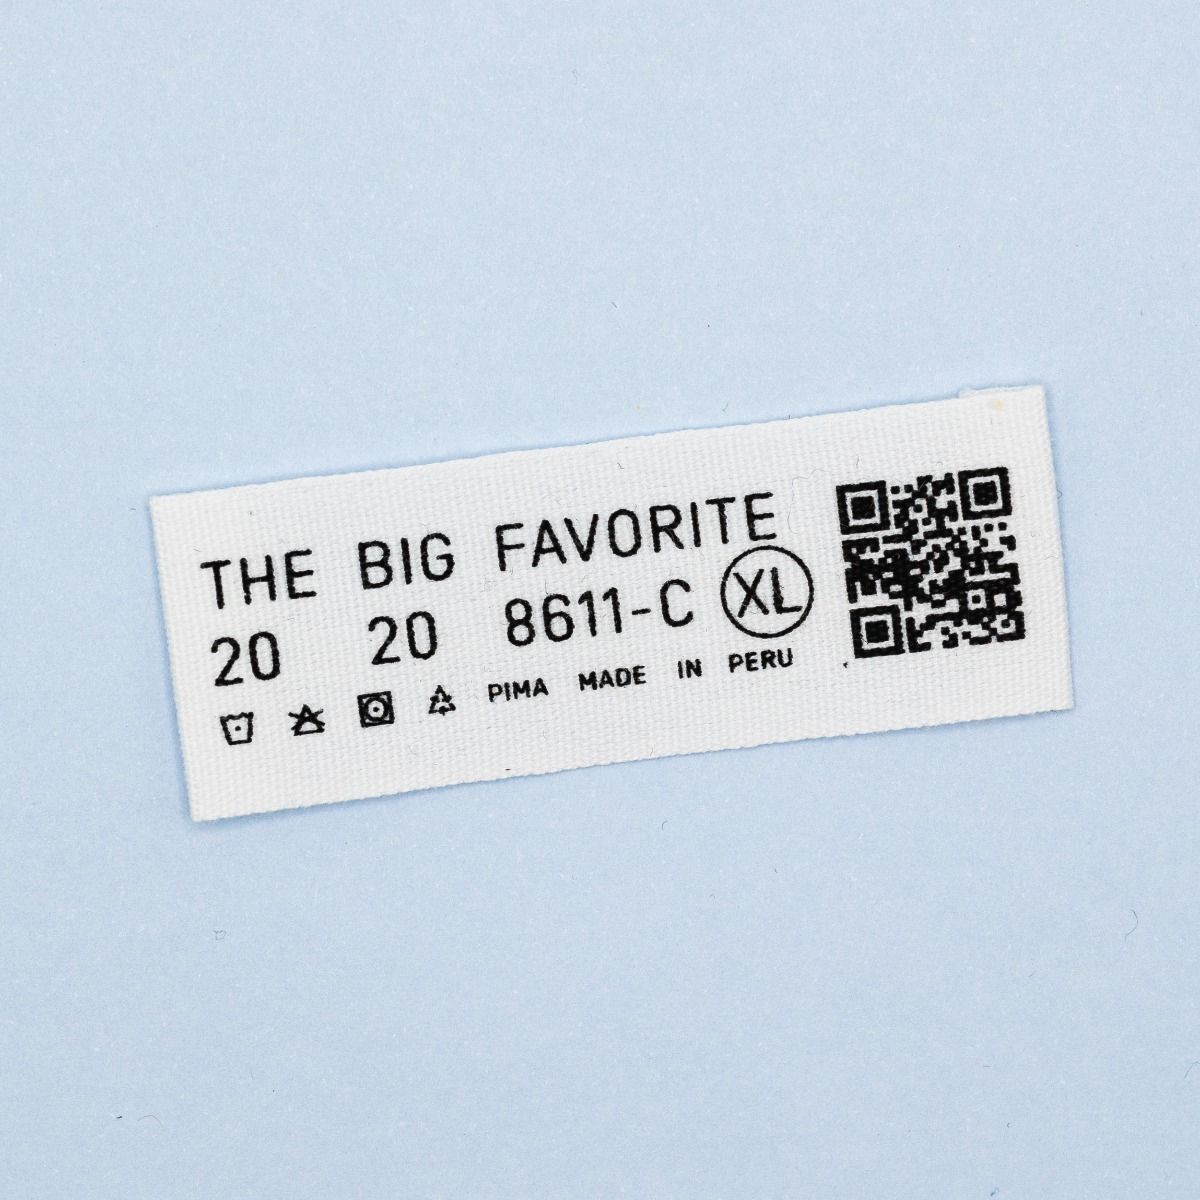 THE BIG FAVORITE
20 20 8611-C XL
PIMA MADE IN PERU